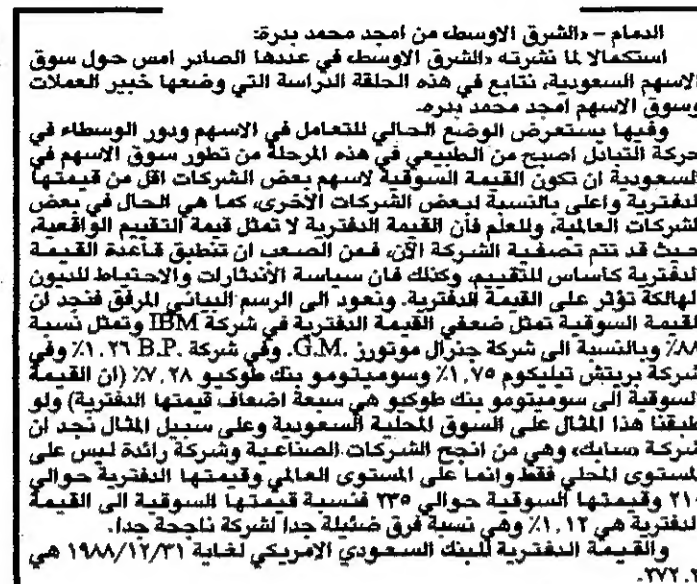 الدمام – «الشرق الاوسط» من امجد محمد بدرة:
استكمالا لما نشرته «الشرق الاوسط» في عددها الصادر امس حول سوق
الاسهم السعودية، نتابع في هذه الحلقة الدراسة التي وضعها خبير العملات
وسوق الاسهم امجد محمد بدره.
وفيها يستعرض الوضع الحالي للتعامل في الاسهم ودور الوسطاء في
حركة التبادل اصبح من الطبيعي في هذه المرحلة من تطور سوق الاسهم في
السعودية ان تكون القيمة السوقية لاسهم بعض الشركات اقل من قيمتها
الدفترية واعلى بالنسبة لبعض الشركات الأخرى، كما هي الحال في بعض
الشركات العالمية، وللعلم فأن القيمة الدفترية لا تمثل قيمة التقييم الواقعية،
حيث قد تتم تصفية الشركة الآن، فمن الصعب ان تنطبق قاعدة القيمة
الدفترية كاساس للتقييم، وكذلك فان سياسة الأندثارات والاحتياط للديون
الهالكة تؤثر على القيمة الدفترية. ونعود الى الرسم البياني المرفق فنجد ان
القيمة السوقية تمثل ضعفي القيمة الدفترية في شركة IBM وتمثل نسبة
٨٨٪ وبالنسبة الى شركة جنرال موتورز G.M. وفي شركة B.P. ١,٢٦٪ وفي
شركة بريتش تيليكوم ١,٧٥٪ وسوميتومو بنك طوكيو ٧,٢٨٪ (ان القيمة
السوقية الى سوميتومو بنك طوكيو هي سبعة اضعاف قيمتها الدفترية) ولو
طبقنا هذا المثال على السوق المحلية السعودية وعلى سبيل المثال نجد ان
شركة «سابك» وهي من انجح الشركات الصناعية وشركة رائدة ليس على
المستوى المحلي فقط وانما على المستوى العالمي وقيمتها الدفترية حوالي
٢١٠ وقيمتها السوقية حوالي ٢٣٥ فنسبة قيمتها السوقية الى القيمة
الدفترية هي ١,١٢٪ وهي نسبة فرق ضئيلة جدا لشركة ناجحة جدا.
والقيمة الدفترية للبنك السعودي الامريكي لغاية ١٩٨٨/١٢/٣١ هي